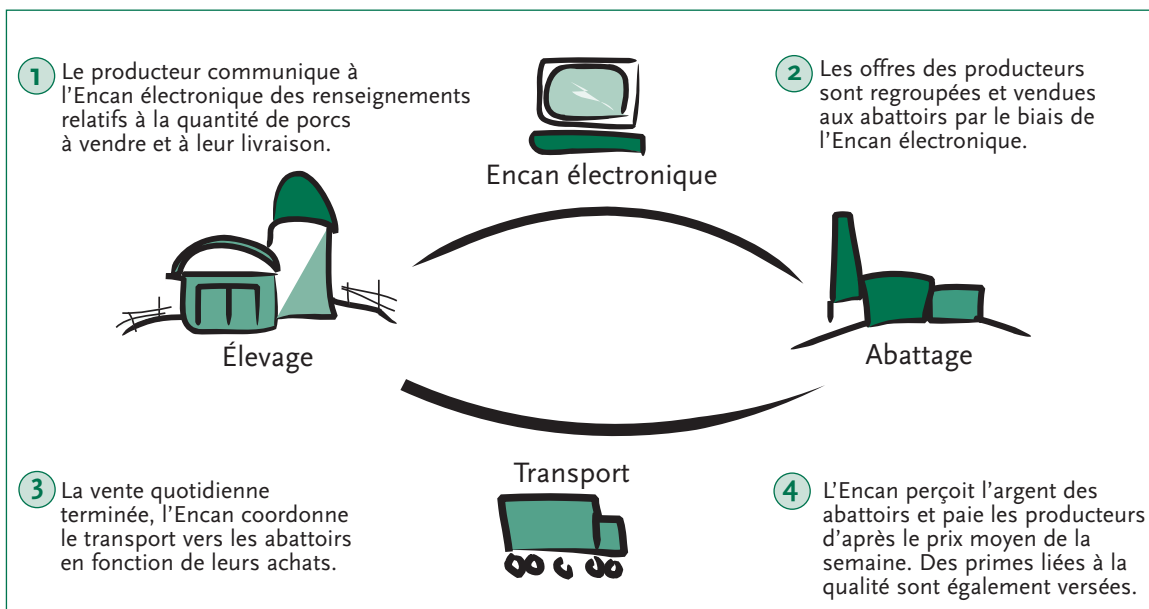 1 Le producteur communique à
l'Encan électronique des renseignements
relatifs à la quantité de porcs
à vendre et à leur livraison.
Encan électronique
2 Les offres des producteurs
sont regroupées et vendues
aux abattoirs par le biais de
l'Encan électronique.
Élevage
Abattage
Transport
3 La vente quotidienne
terminée, l'Encan coordonne
le transport vers les abattoirs
en fonction de leurs achats.
4 L'Encan perçoit l'argent des
abattoirs et paie les producteurs
d'après le prix moyen de la
semaine. Des primes liées à la
qualité sont également versées.